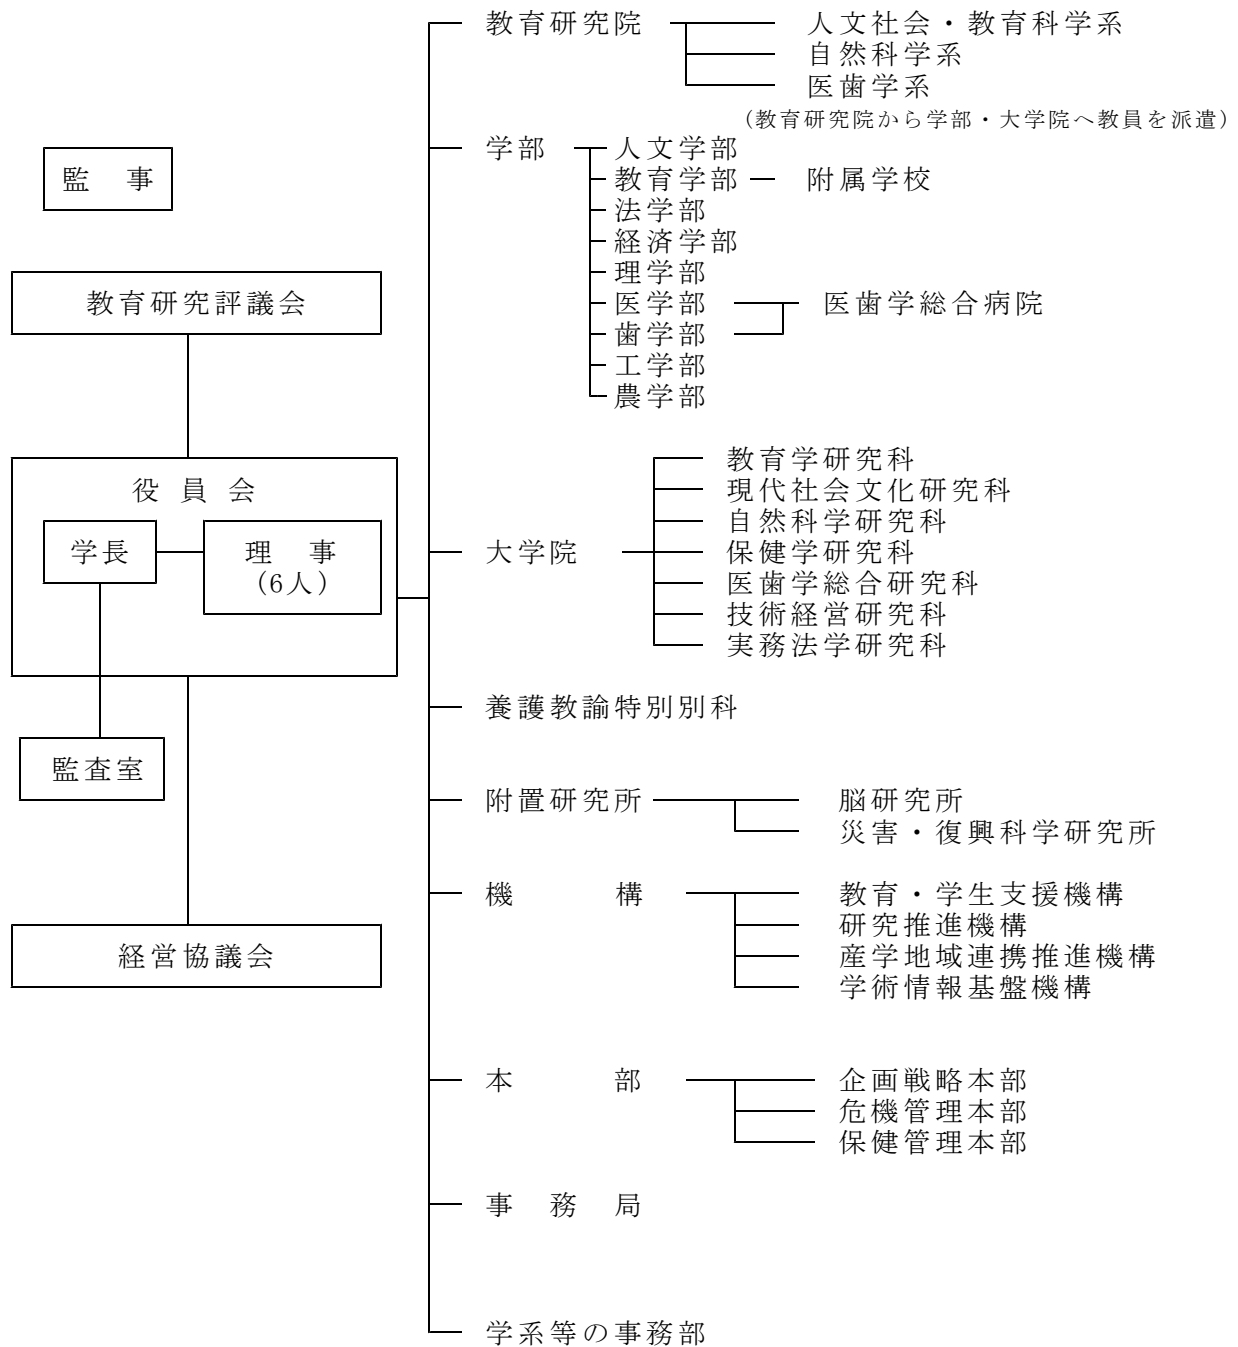 監　事
教育研究評議会
役 員 会
学長
理　事
（6人）
監査室
経営協議会
教育研究院
人文社会・教育科学系
自然科学系
医歯学系
（教育研究院から学部・大学院へ教員を派遣）
学部
人文学部
教育学部
附属学校
法学部
経済学部
理学部
医学部
医歯学総合病院
歯学部
工学部
農学部
大学院
教育学研究科
現代社会文化研究科
自然科学研究科
保健学研究科
医歯学総合研究科
技術経営研究科
実務法学研究科
養護教諭特別別科
附置研究所
脳研究所
災害・復興科学研究所
機　構
教育・学生支援機構
研究推進機構
産学地域連携推進機構
学術情報基盤機構
本　部
企画戦略本部
危機管理本部
保健管理本部
事 務 局
学系等の事務部